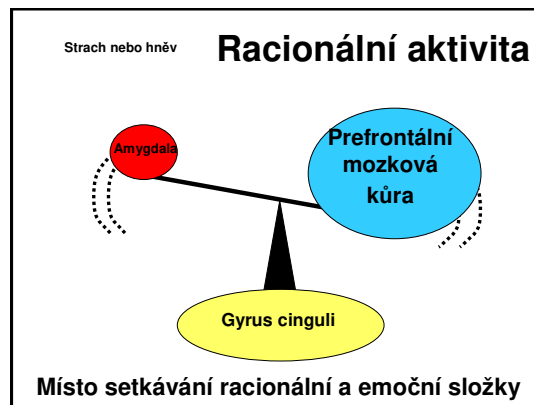 Strach nebo hněv
Racionální aktivita
Amygdala
Prefrontální
mozková
kůra
Gyrus cinguli
Místo setkávání racionální a emoční složky